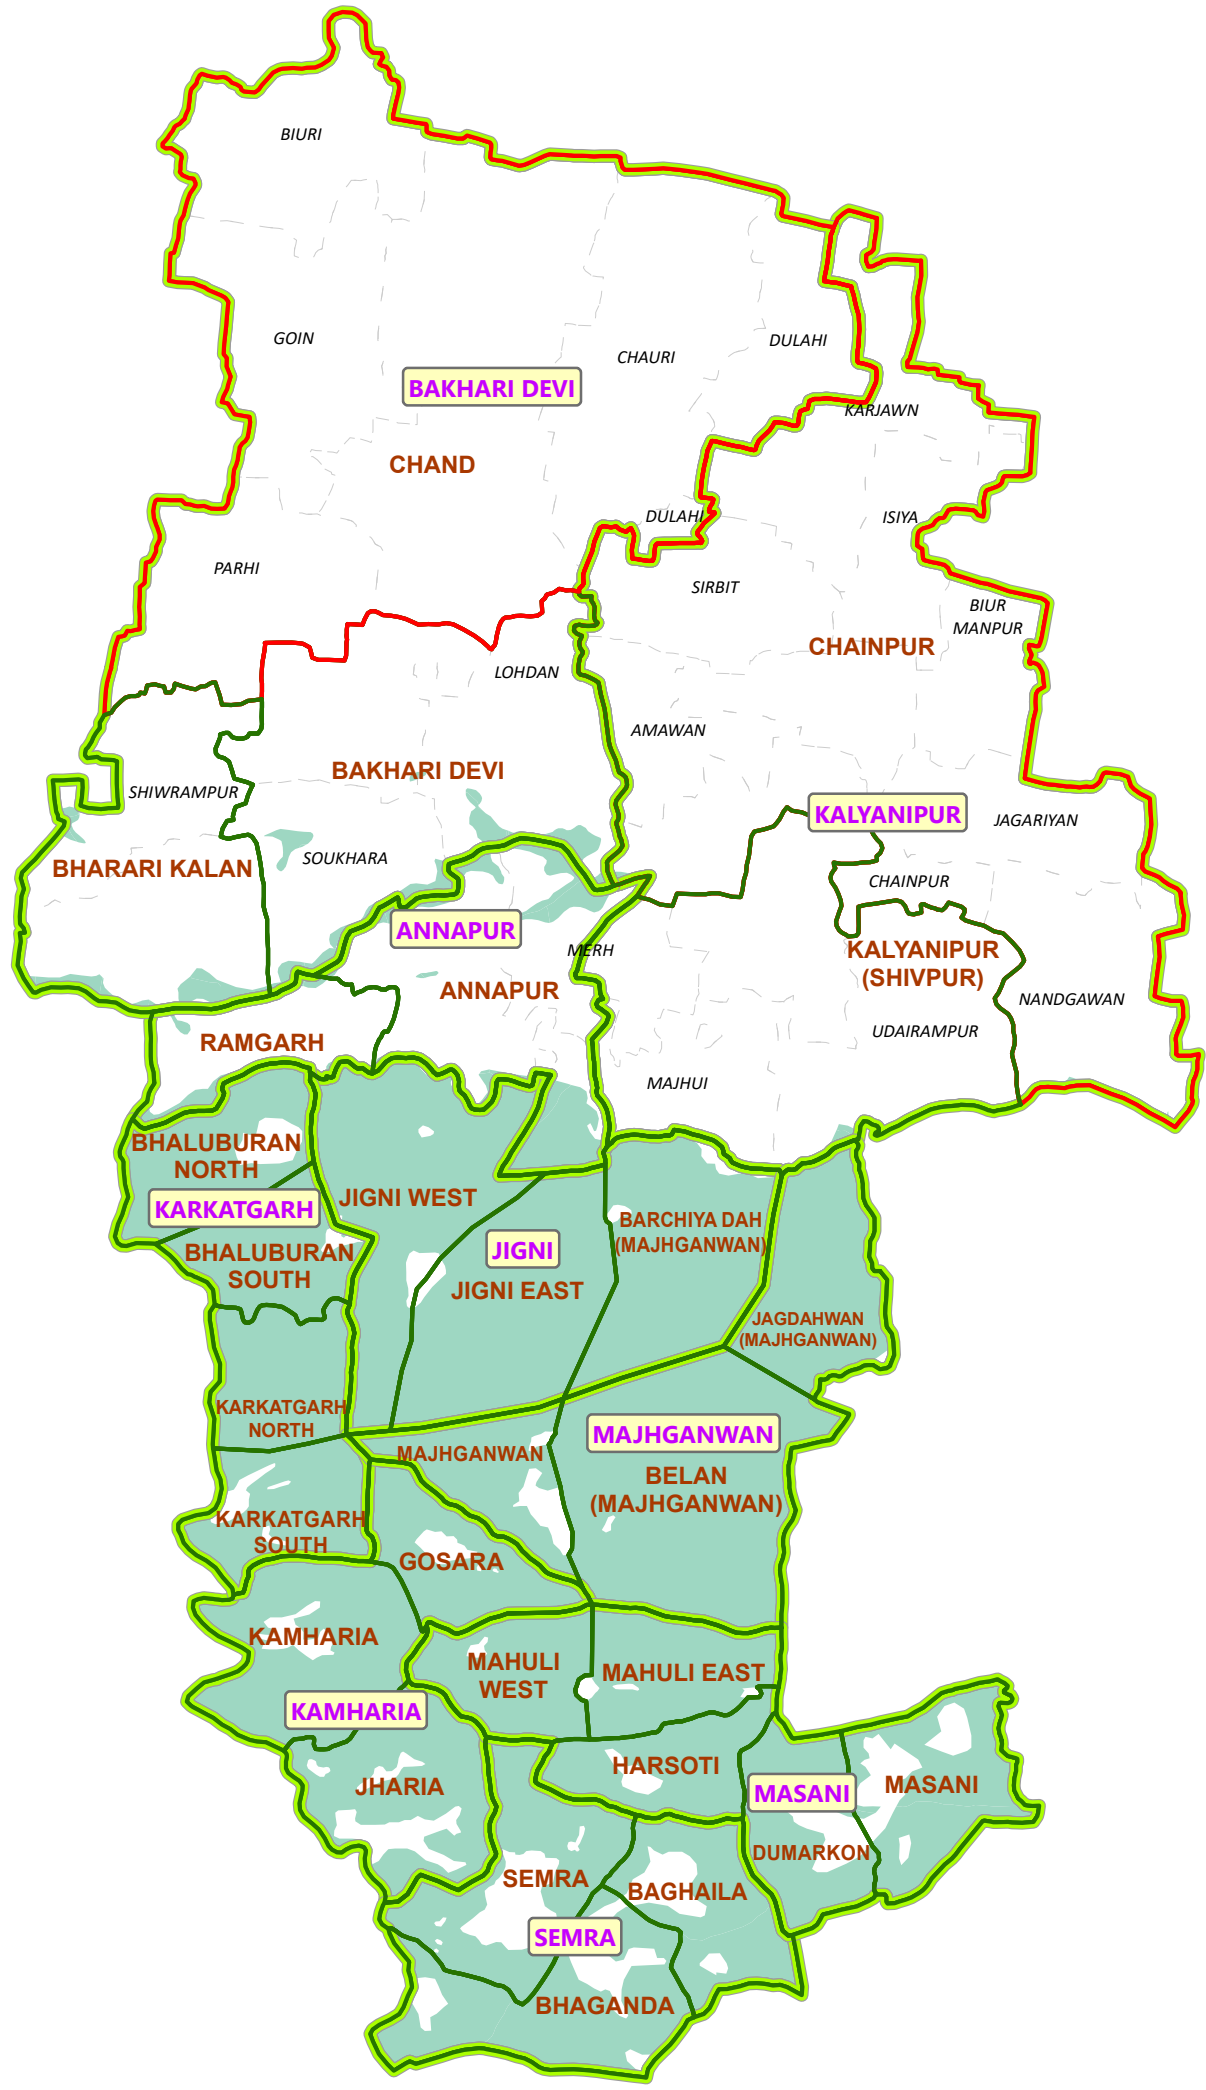 BIURI
GOIN
CHAURI
DULAHI
BAKHARI DEVI
KARJAWN
CHAND
DULAHI
ISIYA
PARHI
SIRBIT
BIUR
MANPUR
CHAINPUR
LOHDAN
AMAWAN
BAKHARI DEVI
SHIWRAMPUR
KALYANIPUR
JAGARIYAN
SOUKHARA
BHARARI KALAN
CHAINPUR
ANNAPUR
MERH
KALYANIPUR
(SHIVPUR)
ANNAPUR
NANDGAWAN
UDAIRAMPUR
RAMGARH
MAJHUI
BHALUBURAN
NORTH
JIGNI WEST
KARKATGARH
BARCHIYA DAH
(MAJHGANWAN)
BHALUBURAN
SOUTH
JIGNI
JIGNI EAST
JAGDAHWAN
(MAJHGANWAN)
KARKATGARH
NORTH
MAJHGANWAN
MAJHGANWAN
BELAN
(MAJHGANWAN)
KARKATGARH
SOUTH
GOSARA
KAMHARIA
MAHULI
WEST
MAHULI EAST
KAMHARIA
HARSOTI
JHARIA
MASANI
MASANI
DUMARKON
SEMRA
BAGHAILA
SEMRA
BHAGANDA